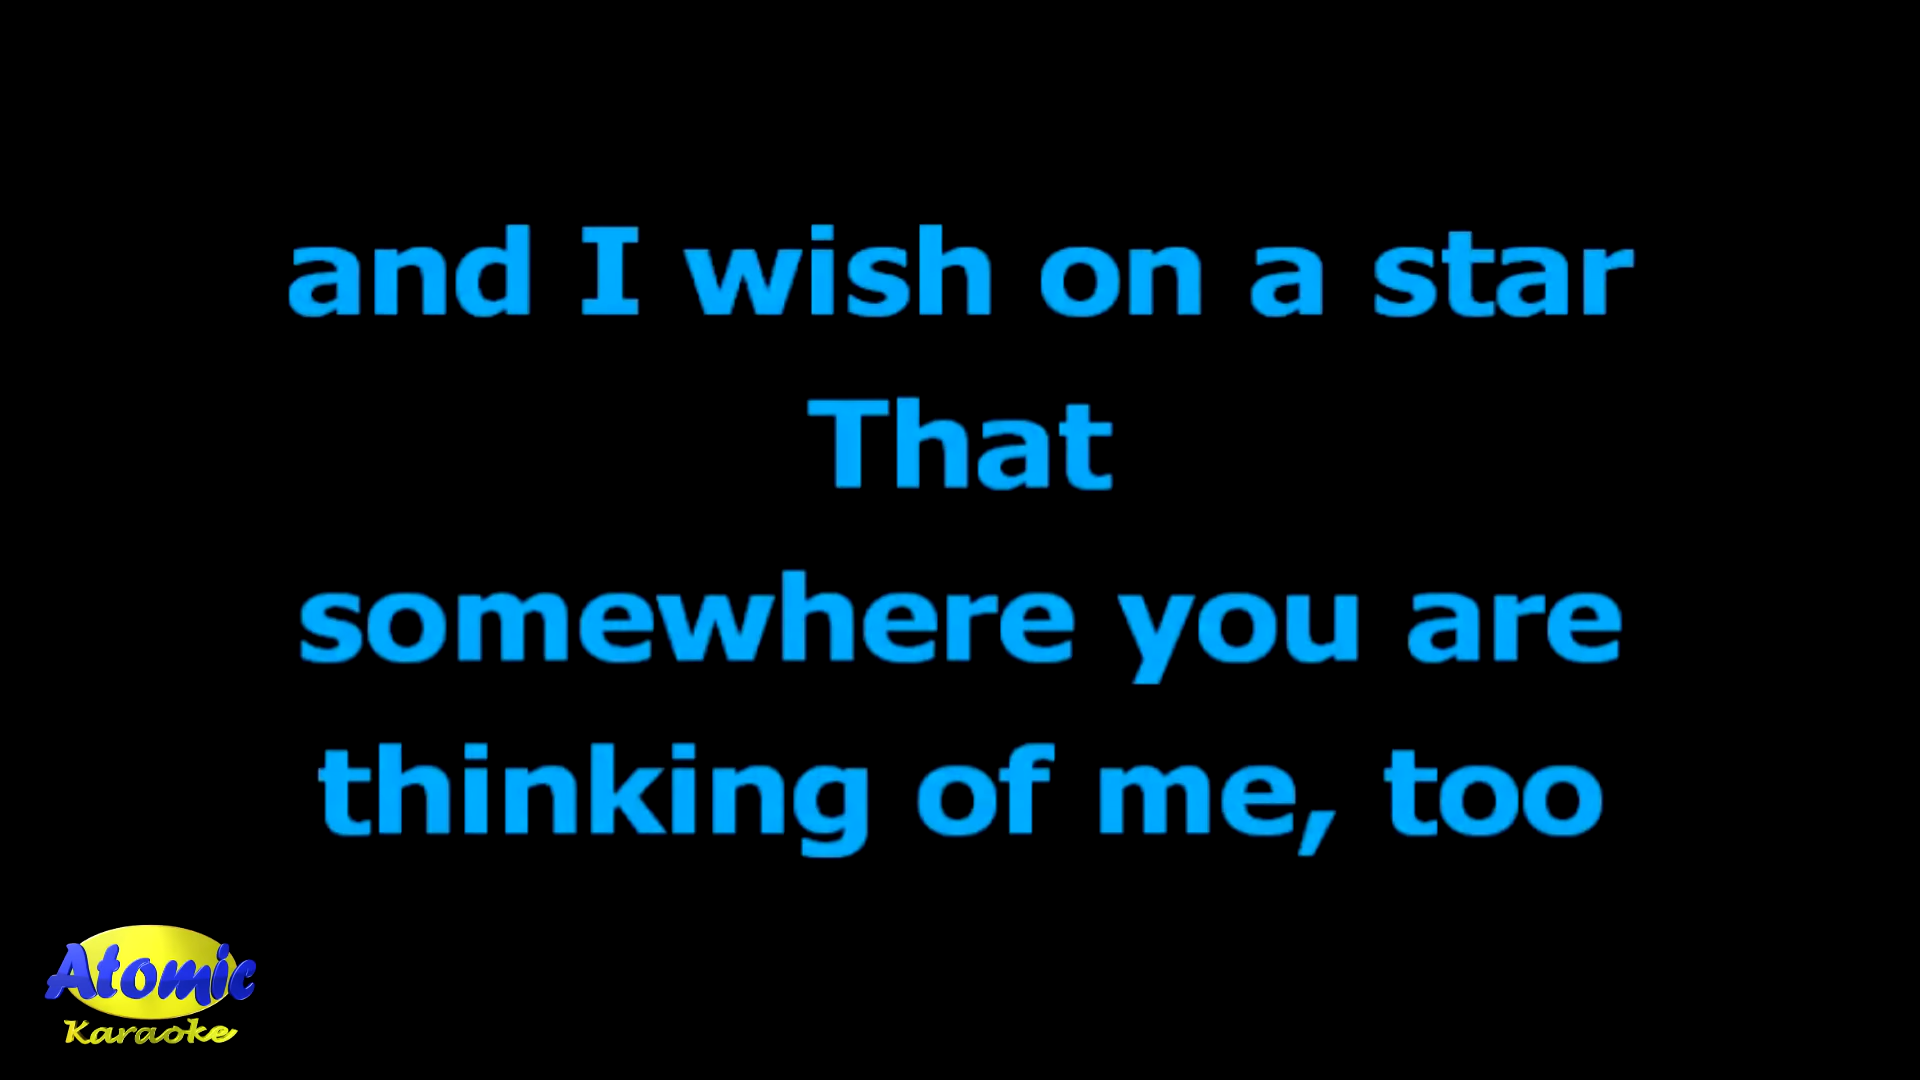 and I wish on a star
That
somewhere you are
thinking of me, too
Atomic
Karaoke